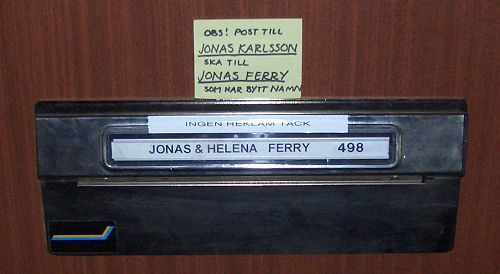 OBS! POST TILL
JONAS KARLSSON
SKA TILL
JONAS FERRY
SOM HAR BYTT NAMN
INGEN REKLAM TACK
JONAS & HELENA FERRY 498